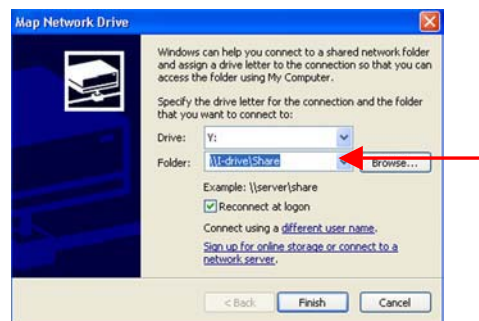 Map Network Drive
Windows can help you connect to a shared network folder
and assign a drive letter to the connection so that you can
access the folder using My Computer.
Specify the drive letter for the connection and the folder
that you want to connect to:
Drive: Y:
Folder: \\I-drive\Share Browse...
Example: \\server\share
Reconnect at logon
Connect using a different user name.
Sign up for online storage or connect to a
network server.
< Back Finish Cancel